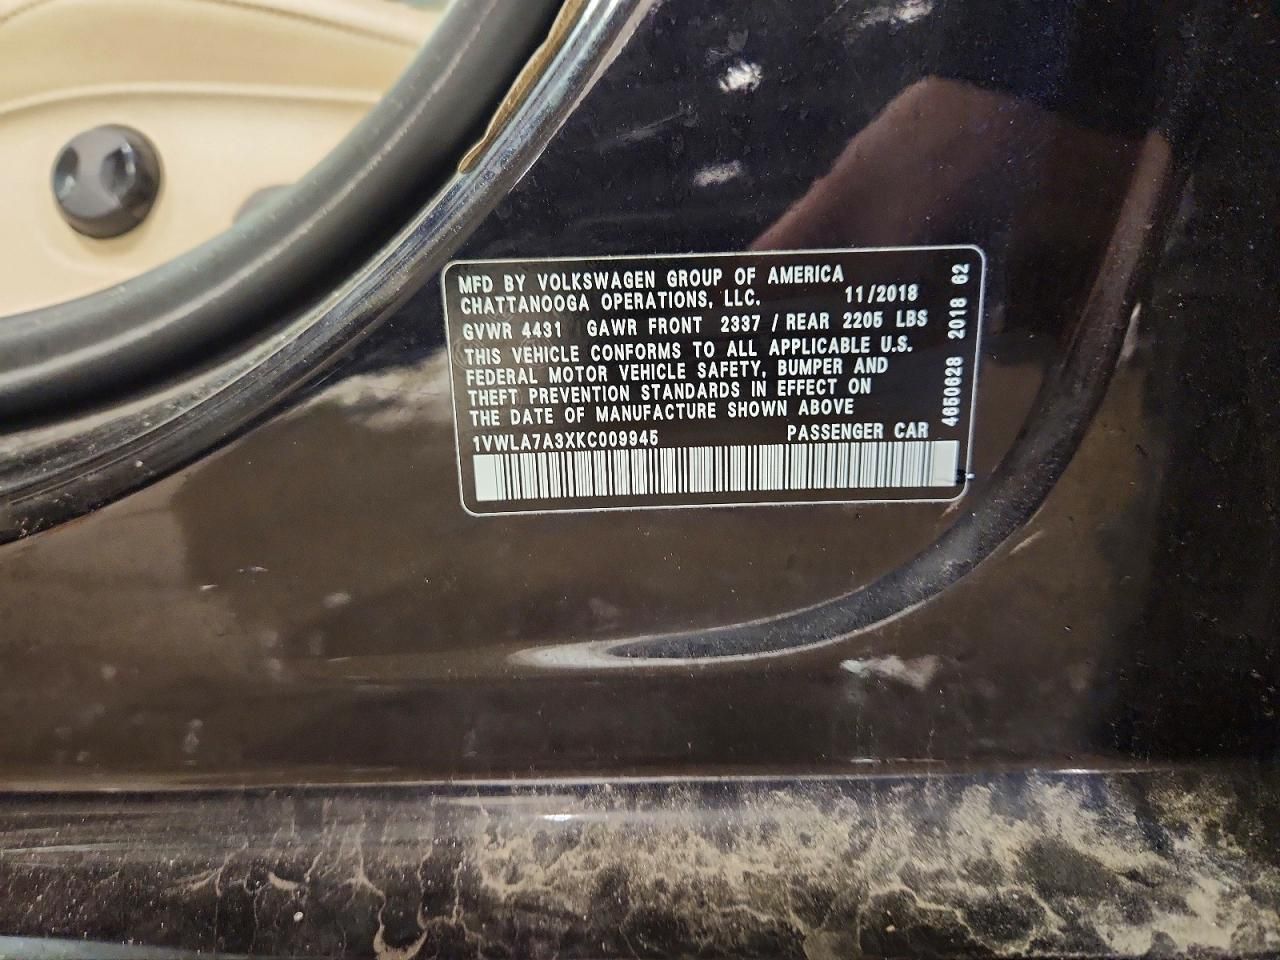 MFD BY VOLKSWAGEN GROUP OF AMERICA
CHATTANOOGA OPERATIONS, LLC. 11/2018
GVWR 4431 GAWR FRONT 2337 / REAR 2205 LBS
THIS VEHICLE CONFORMS TO ALL APPLICABLE U.S.
FEDERAL MOTOR VEHICLE SAFETY, BUMPER AND
THEFT PREVENTION STANDARDS IN EFFECT ON
THE DATE OF MANUFACTURE SHOWN ABOVE
1VWLA7A3XKC009945 PASSENGER CAR
4650628 2018 62